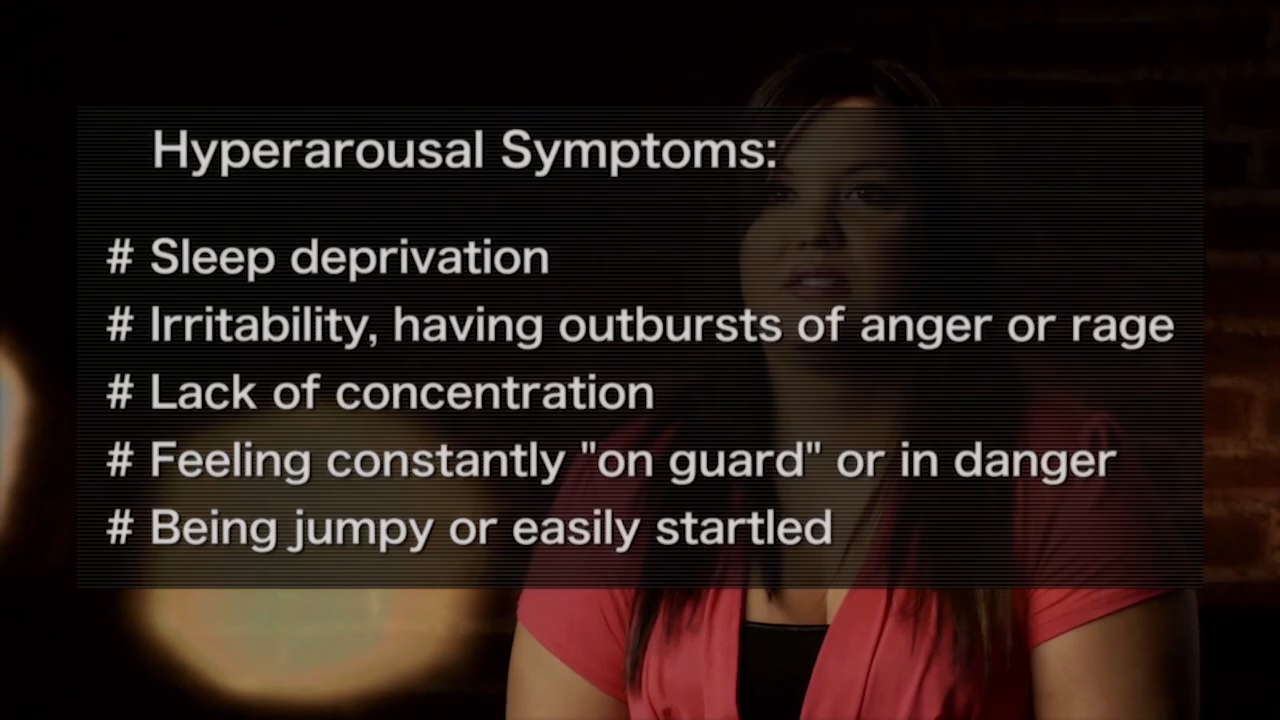 Hyperarousal Symptoms:
# Sleep deprivation
# Irritability, having outbursts of anger or rage
# Lack of concentration
# Feeling constantly "on guard" or in danger
# Being jumpy or easily startled